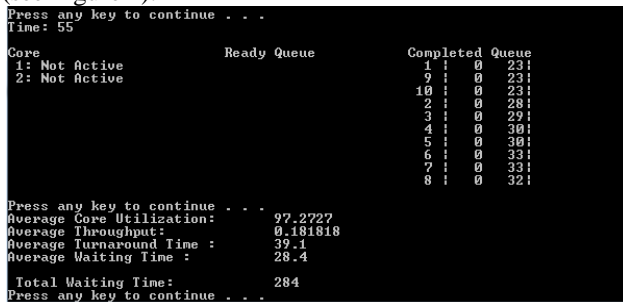 Press any key to continue . . .
Time: 55
Core Ready Queue Completed Queue
1: Not Active 1 ¦ 0 23¦
2: Not Active 9 ¦ 0 23¦
10 ¦ 0 23¦
2 ¦ 0 28¦
3 ¦ 0 29¦
4 ¦ 0 30¦
5 ¦ 0 30¦
6 ¦ 0 33¦
7 ¦ 0 33¦
8 ¦ 0 32¦
Press any key to continue . . .
Average Core Utilization: 97.2727
Average Throughput: 0.181818
Average Turnaround Time : 39.1
Average Waiting Time : 28.4
Total Waiting Time: 284
Press any key to continue . . .